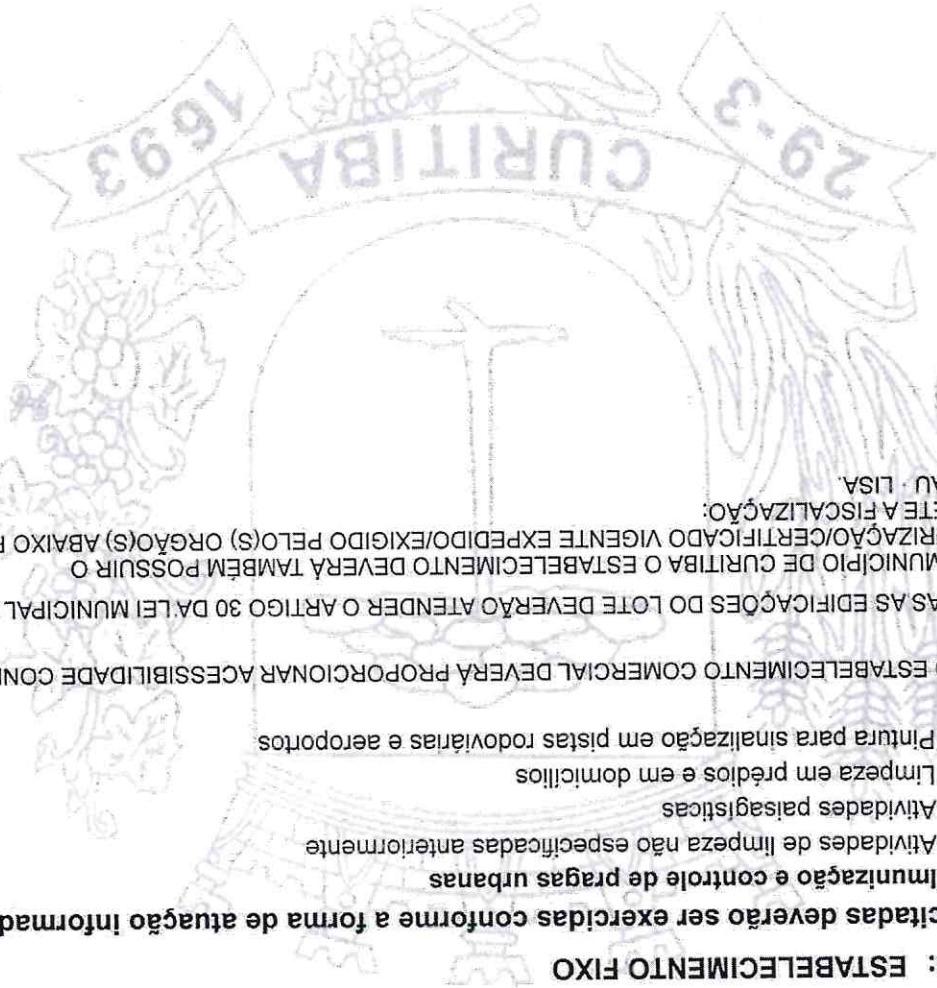 : ESTABELECIMENTO FIXO
citadas deverão ser exercidas conforme a forma de atuação informad
Imunização e controle de pragas urbanas
Atividades de limpeza não especificadas anteriormente
Atividades paisagísticas
Limpeza em prédios e em domicílios
Pintura para sinalização em pistas rodoviárias e aeroportos
ESTABELECIMENTO COMERCIAL DEVERÁ PROPORCIONAR ACESSIBILIDADE CON
AS AS EDIFICAÇÕES DO LOTE DEVERÃO ATENDER O ARTIGO 30 DA LEI MUNICIPAL
MUNICÍPIO DE CURITIBA O ESTABELECIMENTO DEVERÁ TAMBÉM POSSUIR O
RIZAÇÃO/CERTIFICADO VIGENTE EXPEDIDO/EXIGIDO PELO(S) ORGÃO(S) ABAIXO
ETE A FISCALIZAÇÃO:
AU - LISA.
29-3 CURITIBA 1693